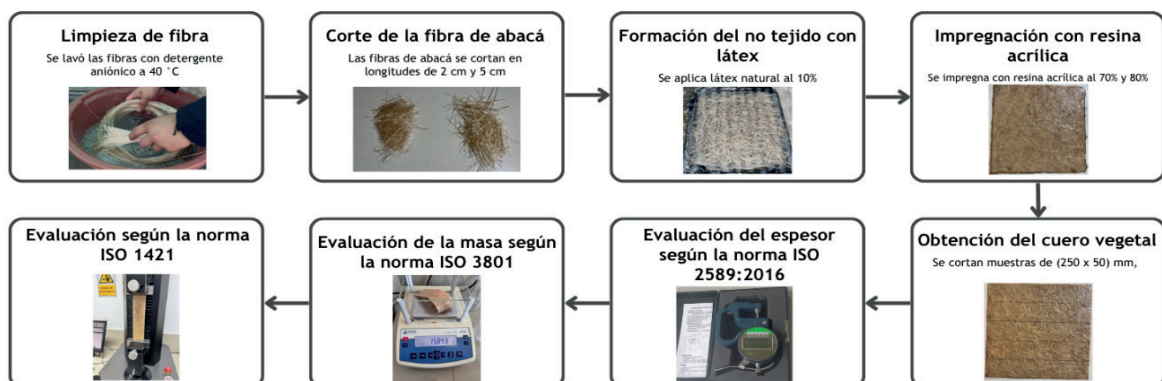 Limpieza de fibra
Se lavó las fibras con detergente
aniónico a 40 °C
Corte de la fibra de abacá
Las fibras de abacá se cortan en
longitudes de 2 cm y 5 cm
Formación del no tejido con
látex
Se aplica látex natural al 10%
Impregnación con resina
acrílica
Se impregna con resina acrílica al 70% y 80%
Obtención del cuero vegetal
Se cortan muestras de (250 x 50) mm,
Evaluación del espesor
según la norma ISO
2589:2016
Evaluación de la masa según
la norma ISO 3801
Evaluación según la norma
ISO 1421